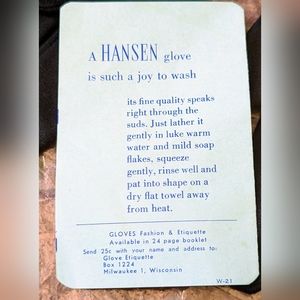 A HANSEN glove
is such a joy to wash
its fine quality speaks
right through the
suds. Just lather it
gently in luke warm
water and mild soap
flakes, squeeze
gently, rinse well and
pat into shape on a
dry flat towel away
from heat.
GLOVES Fashion & Etiquette
Available in 24 page booklet
Send 25c with your name and address to:
Glove Etiquette
Box 1224
Milwaukee 1, Wisconsin
W-21